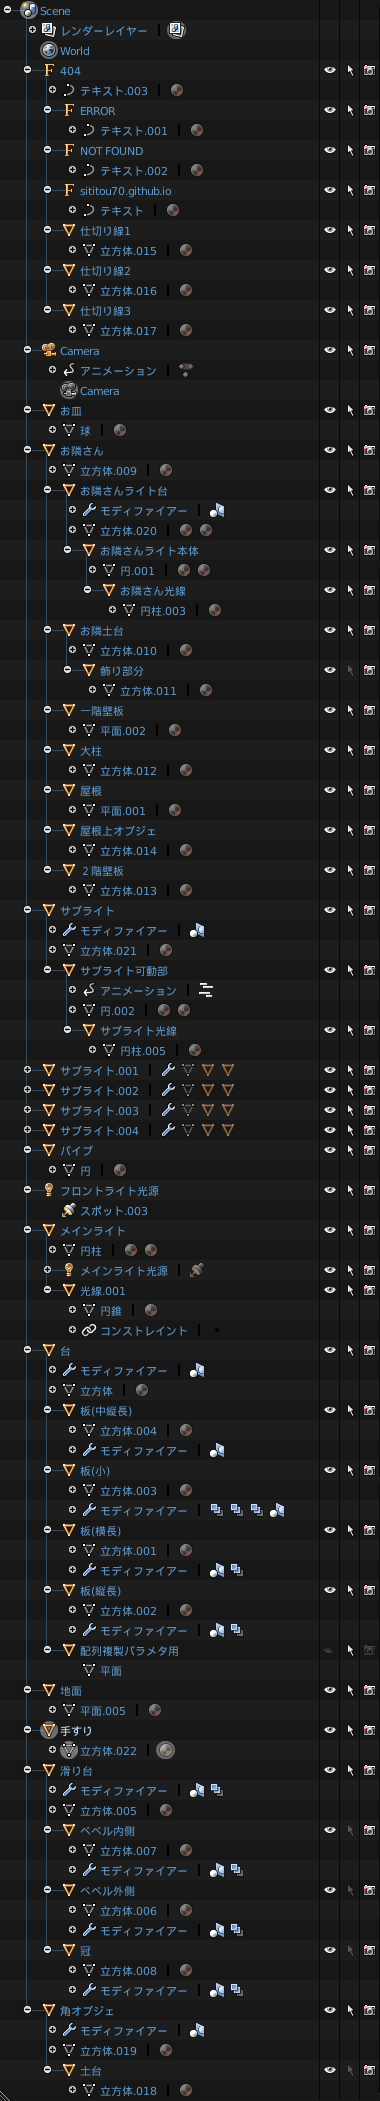 Scene
レンダーレイヤー
World
404
テキスト.003
ERROR
テキスト.001
NOT FOUND
テキスト.002
sititou70.github.io
テキスト
仕切り線1
立方体.015
仕切り線2
立方体.016
仕切り線3
立方体.017
Camera
アニメーション
Camera
お皿
球
お隣さん
立方体.009
お隣さんライト台
モディファイアー
立方体.020
お隣さんライト本体
円.001
お隣さん光線
円柱.003
お隣土台
立方体.010
飾り部分
立方体.011
一階壁板
平面.002
大柱
立方体.012
屋根
平面.001
屋根上オブジェ
立方体.014
２階壁板
立方体.013
サブライト
モディファイアー
立方体.021
サブライト可動部
アニメーション
円.002
サブライト光線
円柱.005
サブライト.001
サブライト.002
サブライト.003
サブライト.004
パイプ
円
フロントライト光源
スポット.003
メインライト
円柱
メインライト光源
光線.001
円錐
コンストレイント
台
モディファイアー
立方体
板(中縦長)
立方体.004
モディファイアー
板(小)
立方体.003
モディファイアー
板(横長)
立方体.001
モディファイアー
板(縦長)
立方体.002
モディファイアー
配列複製パラメタ用
平面
地面
平面.005
手すり
立方体.022
滑り台
モディファイアー
立方体.005
ベベル内側
立方体.007
モディファイアー
ベベル外側
立方体.006
モディファイアー
冠
立方体.008
モディファイアー
角オブジェ
モディファイアー
立方体.019
土台
立方体.018